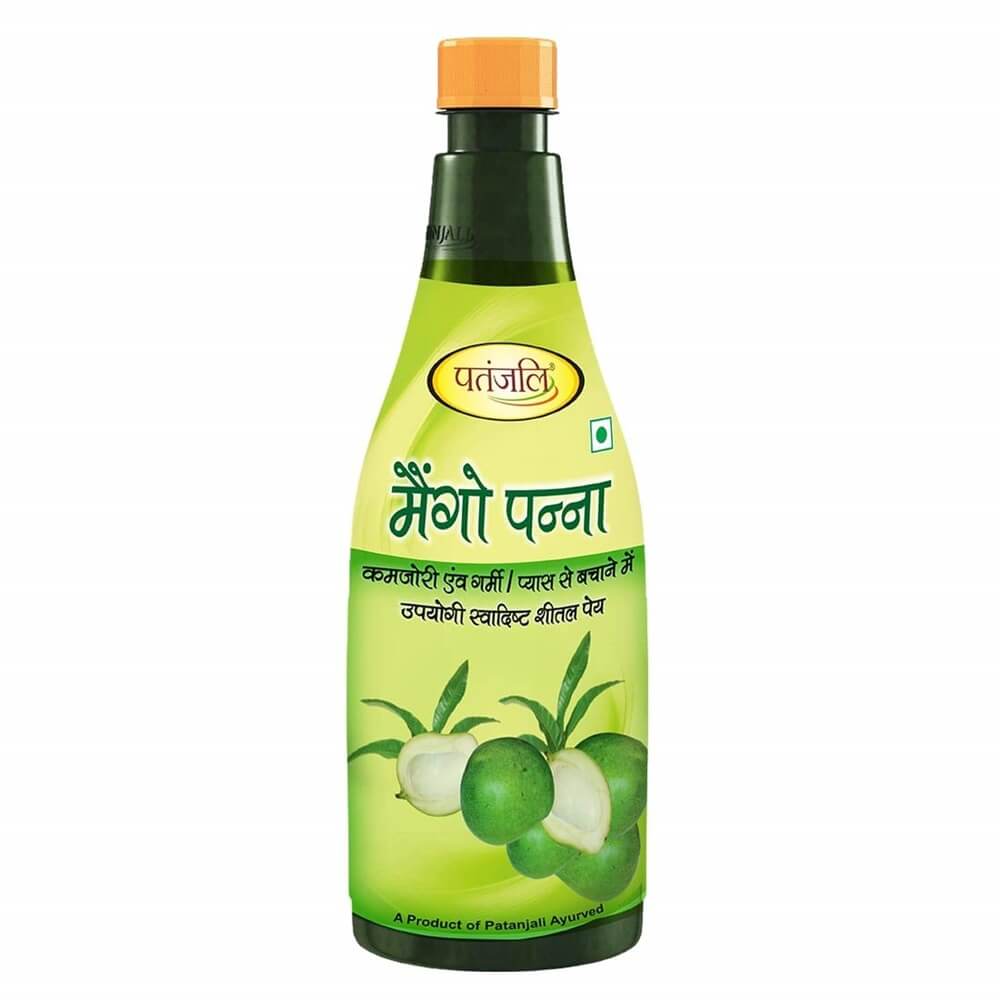 पतंजलि®
मैंगो पन्ना
कमजोरी एंव गर्मी / प्यास से बचाने में
उपयोगी स्वादिष्ट शीतल पेय
A Product of Patanjali Ayurved